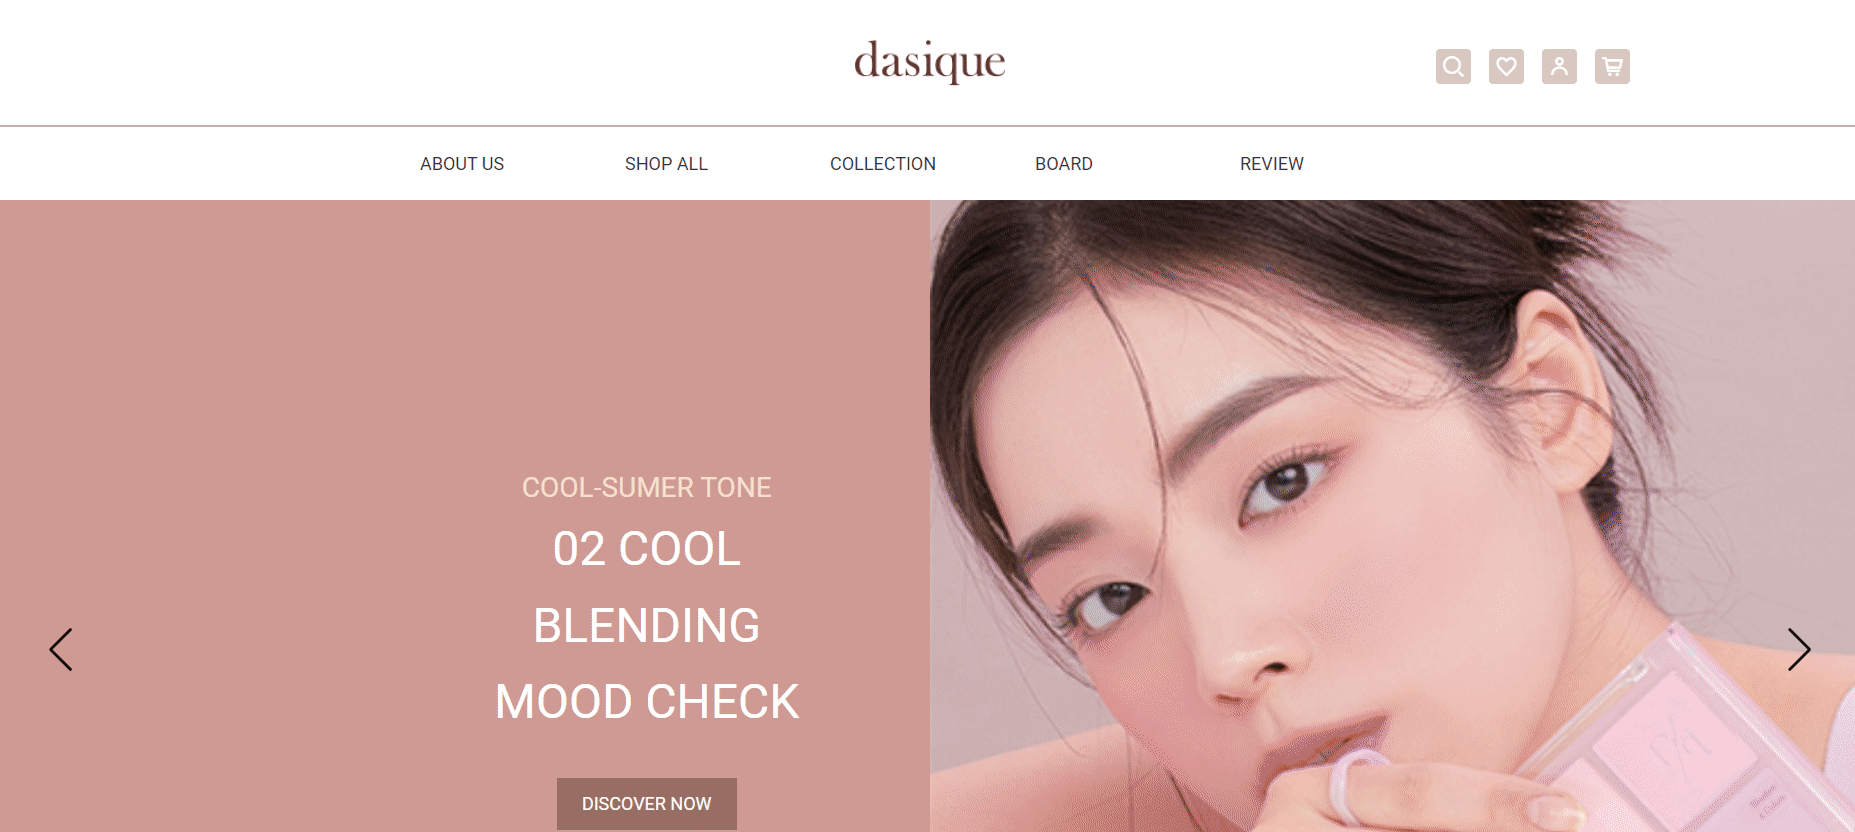 dasique
ABOUT US
SHOP ALL
COLLECTION
BOARD
REVIEW
COOL-SUMER TONE
02 COOL
BLENDING
MOOD CHECK
DISCOVER NOW